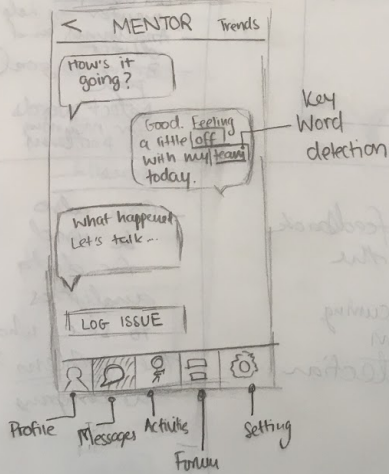 < MENTOR Trends
How's it
going?
Good. Feeling
a little off
with my team
today.
Key
Word
detection
What happened
Let's talk...
LOG ISSUE
Profile
Messages
Activities
Forum
Setting